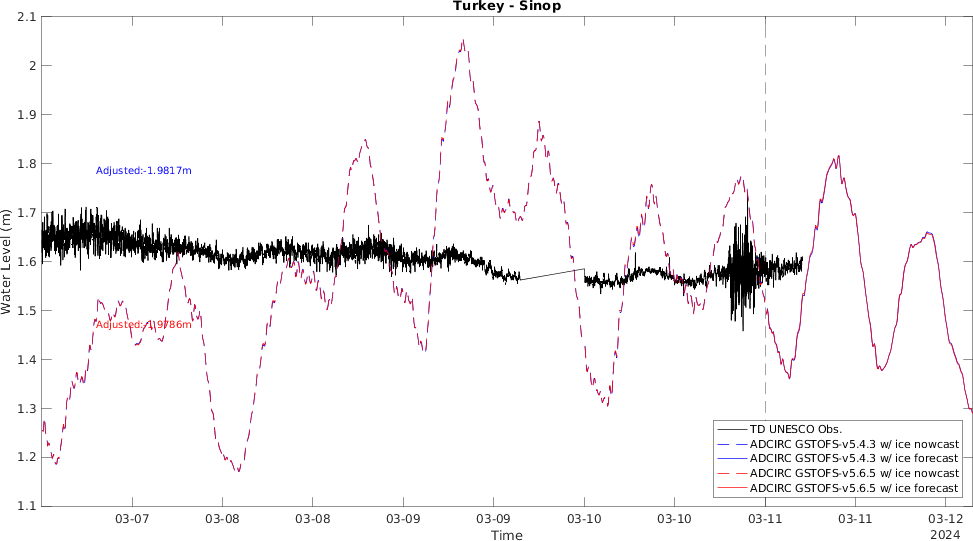 Turkey - Sinop
2.1
2
1.9
1.8
1.7
1.6
1.5
1.4
1.3
1.2
1.1
Water Level (m)
Adjusted:-1.9817m
Adjusted:-1.9786m
TD UNESCO Obs.
ADCIRC GSTOFS-v5.4.3 w/ ice nowcast
ADCIRC GSTOFS-v5.4.3 w/ ice forecast
ADCIRC GSTOFS-v5.6.5 w/ ice nowcast
ADCIRC GSTOFS-v5.6.5 w/ ice forecast
03-07 03-08 03-08 03-09 03-09 03-10 03-10 03-11 03-11 03-12
2024
Time